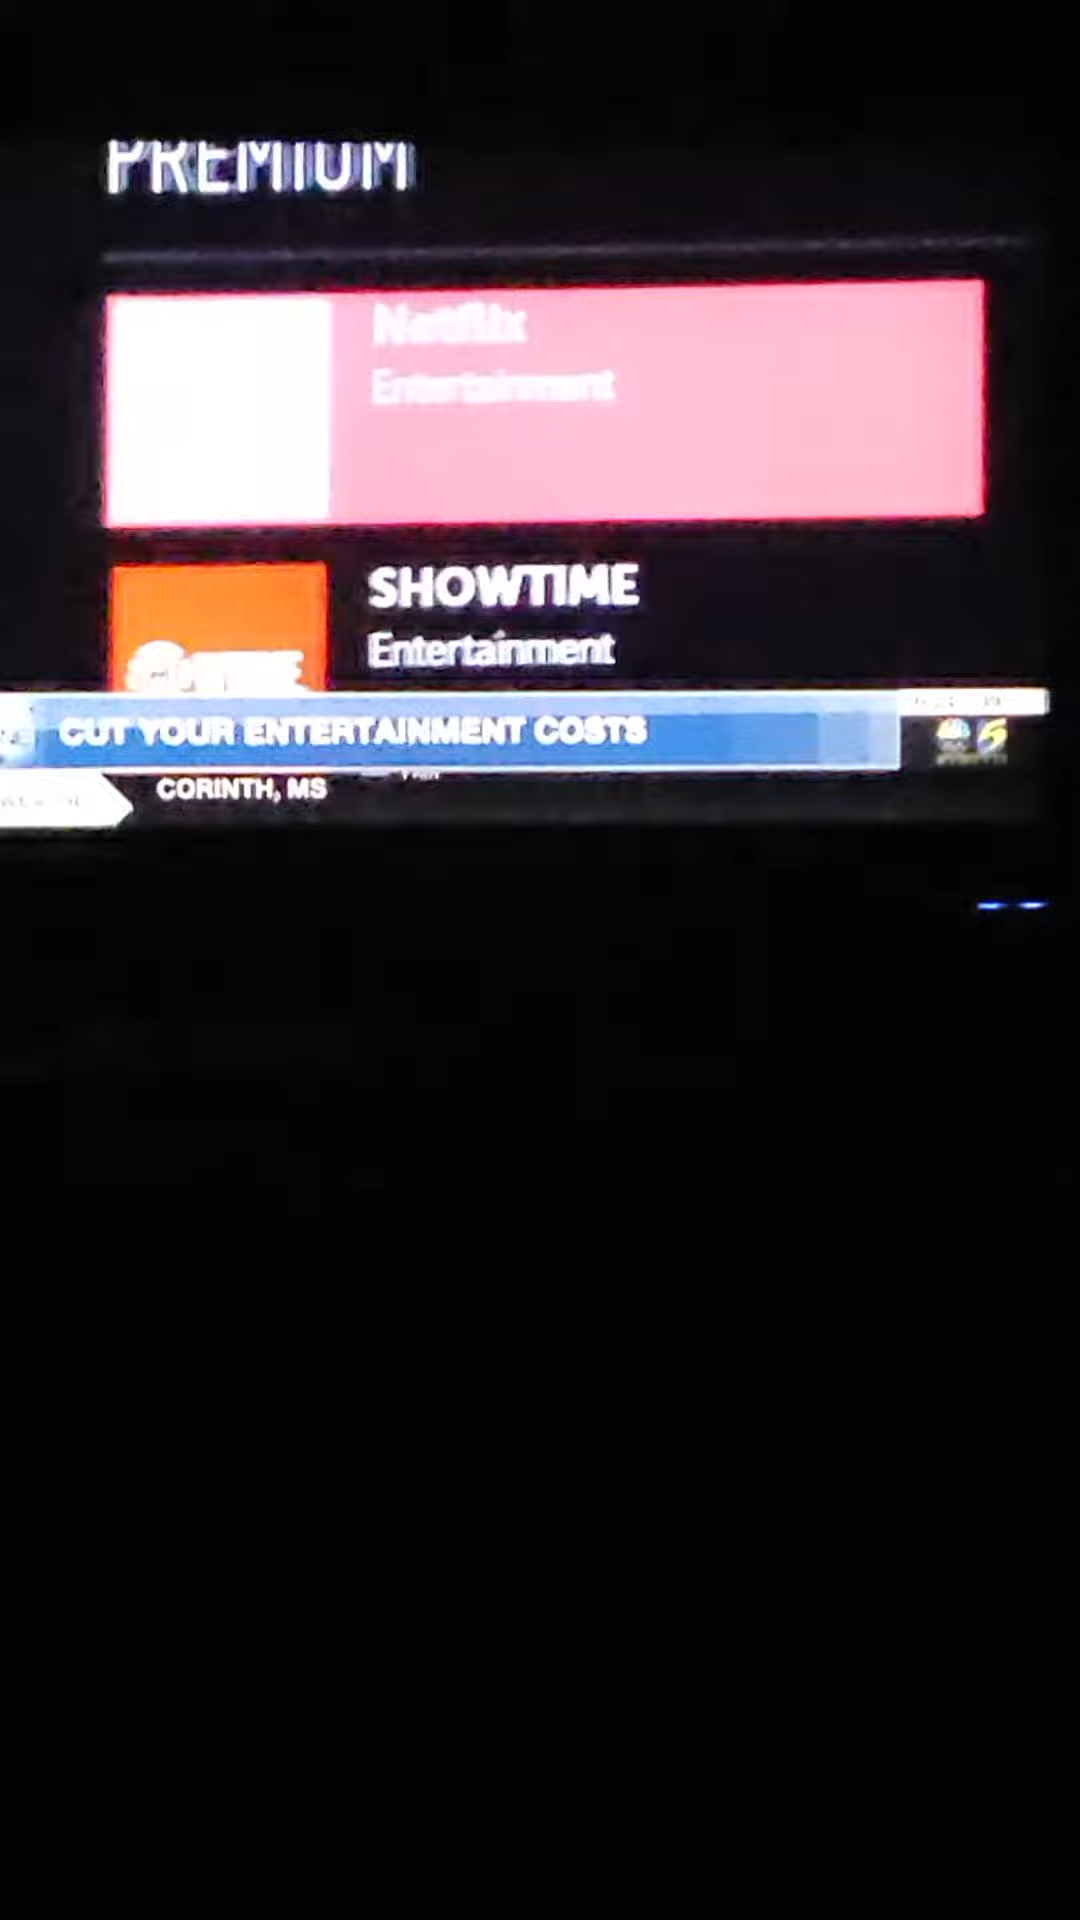 PREMIUM
Netflix
Entertainment
SHOWTIME
Entertainment
CUT YOUR ENTERTAINMENT COSTS
CORINTH, MS